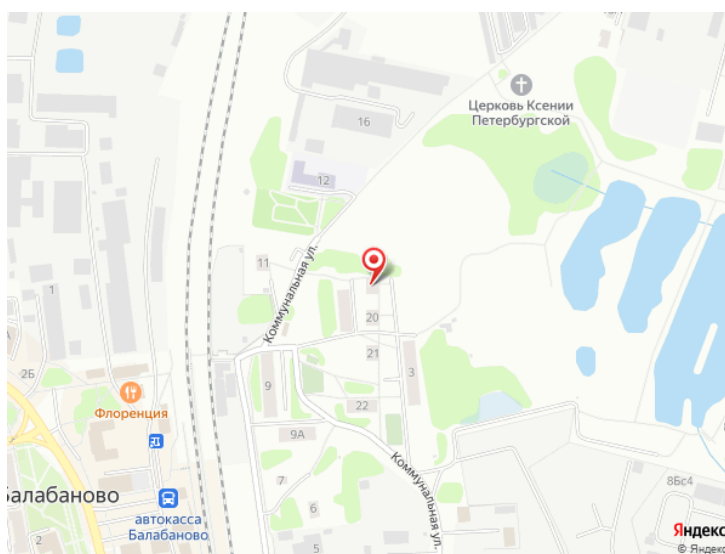 Церковь Ксении
Петербургской
16
12
Коммунальная ул.
11
1
20
21
3
2Б
9
22
Флоренция
9А
7
Коммунальная ул.
6
8Бс4
Балабаново
автокасса
Балабаново
2
5
Яндекс
© Яндекс